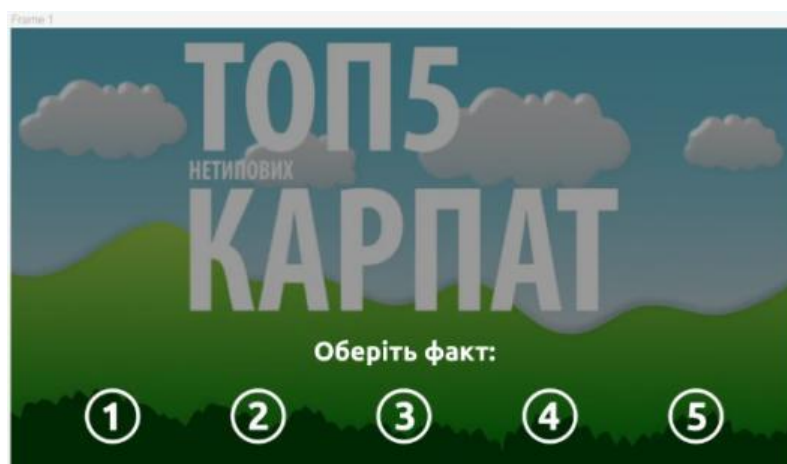 Frame 1
ТОП5
НЕТИПОВИХ
КАРПАТ
Оберіть факт:
1 2 3 4 5